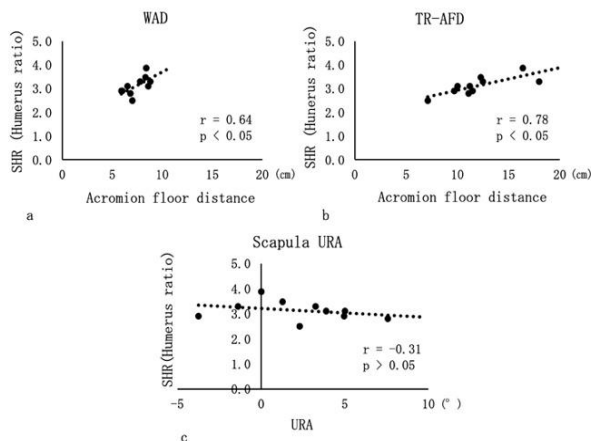 WAD
5.0
4.0
3.0
2.0
1.0
0.0
SHR (Humerus ratio)
r = 0.64
p < 0.05
0 5 10 15 20 (cm)
Acromion floor distance
a
TR-AFD
5.0
4.0
3.0
2.0
1.0
0.0
SHR (Hunerus ratio)
r = 0.78
p < 0.05
0 5 10 15 20 (cm)
Acromion floor distance
b
Scapula URA
5.0
4.0
3.0
2.0
1.0
0.0
SHR(Humerus ratio)
r = -0.31
p > 0.05
-5 0 5 10 (°)
URA
c